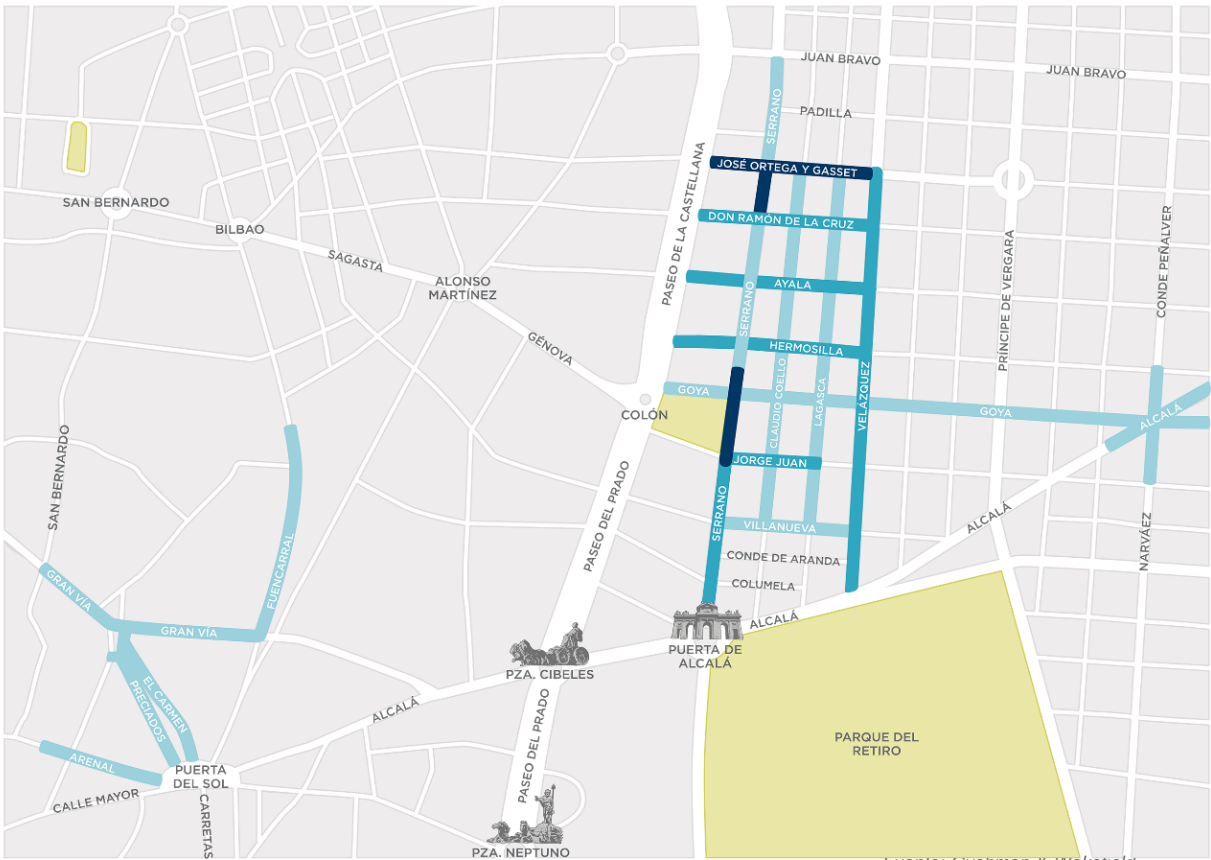 JUAN BRAVO
JUAN BRAVO
SERRANO
PADILLA
JOSÉ ORTEGA Y GASSET
SAN BERNARDO
BILBAO
SAGASTA
ALONSO
MARTÍNEZ
GÉNOVA
PASEO DE LA CASTELLANA
DON RAMÓN DE LA CRUZ
AYALA
SERRANO
HERMOSILLA
PRÍNCIPE DE VERGARA
CONDE PEÑALVER
COLÓN
GOYA
CLAUDIO COELLO
LAGASCA
VELÁZQUEZ
GOYA
ALCALÁ
SAN BERNARDO
PASEO DEL PRADO
JORGE JUAN
SERRANO
VILLANUEVA
ALCALÁ
NARVÁEZ
CONDE DE ARANDA
COLUMELA
GRAN VÍA
GRAN VÍA
FUENCARRAL
ALCALÁ
PUERTA DE
ALCALÁ
PZA. CIBELES
EL CARMEN
PRECIADOS
ALCALÁ
PASEO DEL PRADO
PARQUE DEL
RETIRO
ARENAL
PUERTA
DEL SOL
CALLE MAYOR
CARRETAS
PZA. NEPTUNO